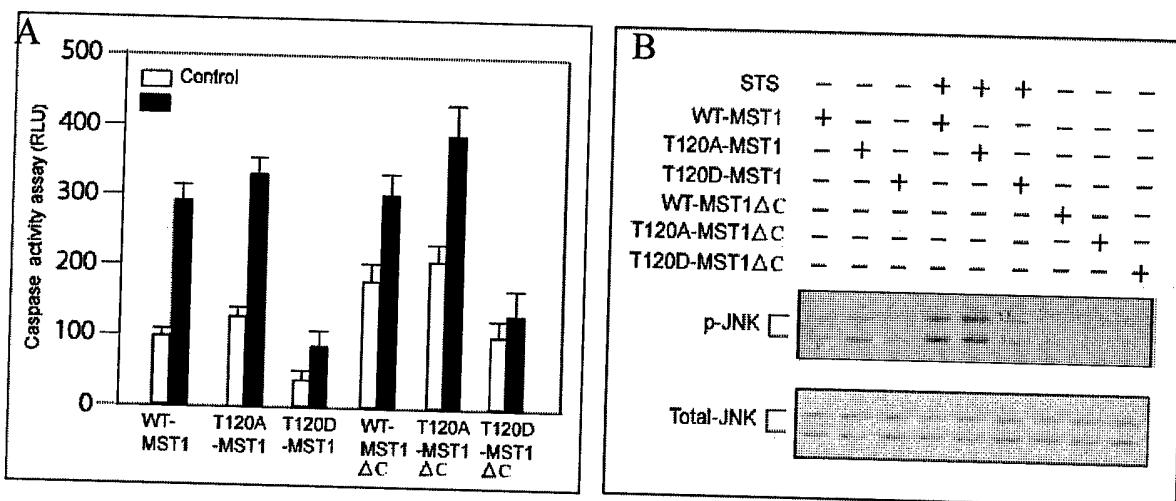 A
500
400
300
200
100
0
Caspase activity assay (RLU)
Control
WT-
MST1
T120A
-MST1
T120D
-MST1
WT-
MST1
ΔC
T120A
-MST1
ΔC
T120D
-MST1
ΔC
B
STS − − − + + + − − −
WT-MST1 + − − + − − − − −
T120A-MST1 − + − − + − − − −
T120D-MST1 − − + − − + − − −
WT-MST1ΔC − − − − − − + − −
T120A-MST1ΔC − − − − − − − + −
T120D-MST1ΔC − − − − − − − − +
p-JNK
Total-JNK